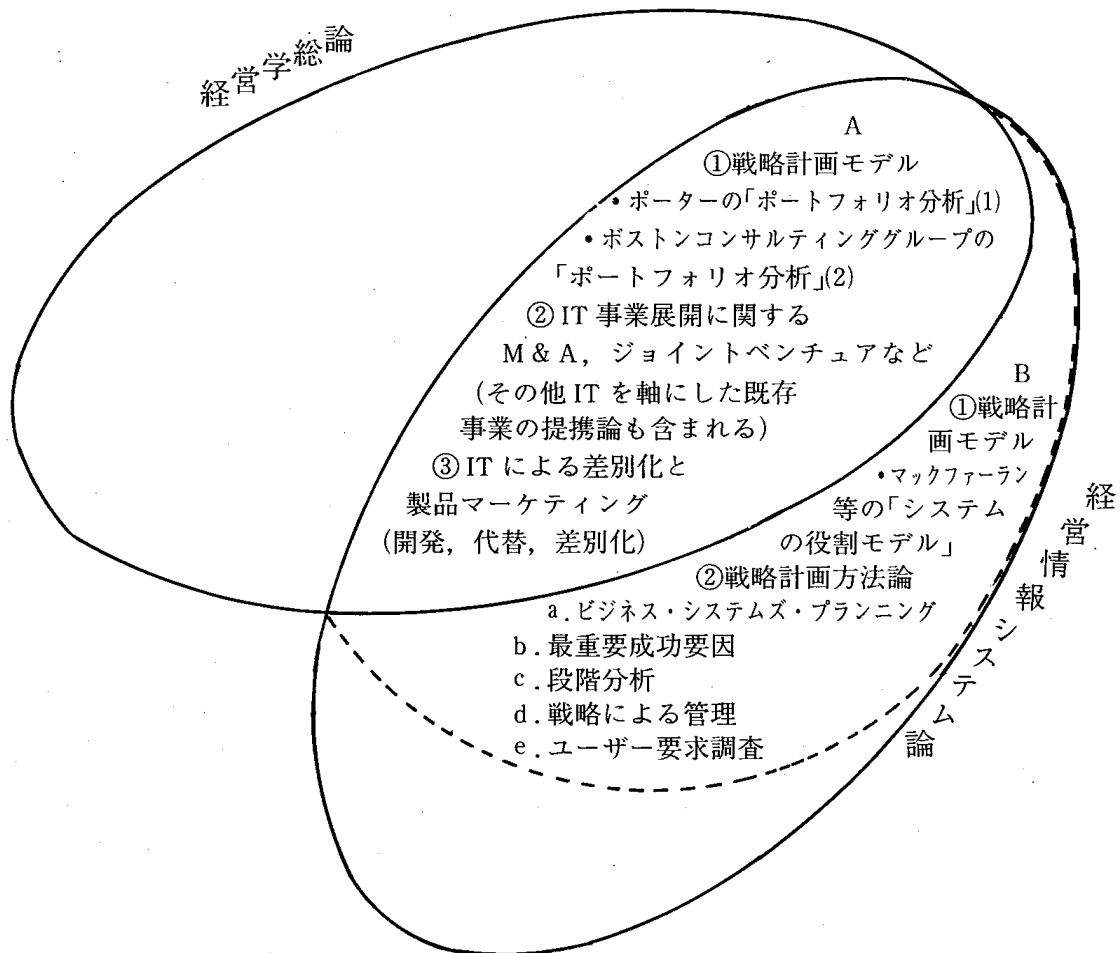 経営学総論
A
①戦略計画モデル
・ポーターの「ポートフォリオ分析」(1)
・ボストンコンサルティンググループの
「ポートフォリオ分析」(2)
②IT事業展開に関する
M & A，ジョイントベンチュアなど
(その他ITを軸にした既存
事業の提携論も含まれる)
③ITによる差別化と
製品マーケティング
(開発，代替，差別化)
B
①戦略計
画モデル
・マックファーラン
等の「システム
の役割モデル」
②戦略計画方法論
a.ビジネス・システムズ・プランニング
b.最重要成功要因
c.段階分析
d.戦略による管理
e.ユーザー要求調査
経営情報システム論